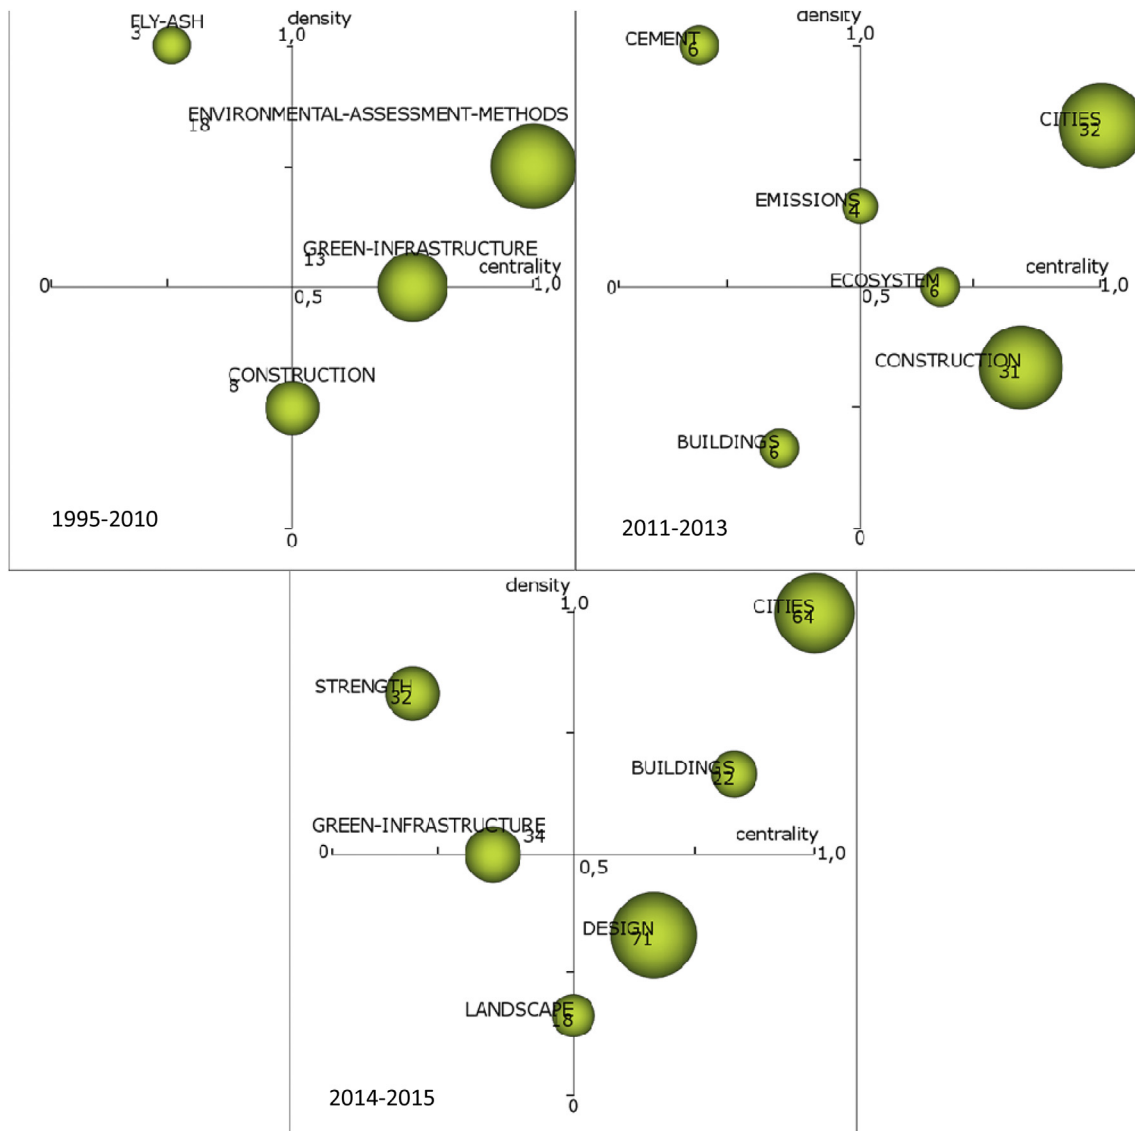 FLY-ASH
3
density
1,0
ENVIRONMENTAL-ASSESSMENT-METHODS
18
GREEN-INFRASTRUCTURE
13
centrality
0
1,0
0,5
CONSTRUCTION
8
1995-2010
0
density
1,0
CEMENT
6
CITIES
32
EMISSIONS
4
centrality
ECOSYSTEM
6
0
1,0
0,5
CONSTRUCTION
31
BUILDINGS
6
2011-2013
0
density
1,0
CITIES
64
STRENGTH
32
BUILDINGS
22
GREEN-INFRASTRUCTURE
34
centrality
0
1,0
0,5
DESIGN
71
LANDSCAPE
18
2014-2015
0